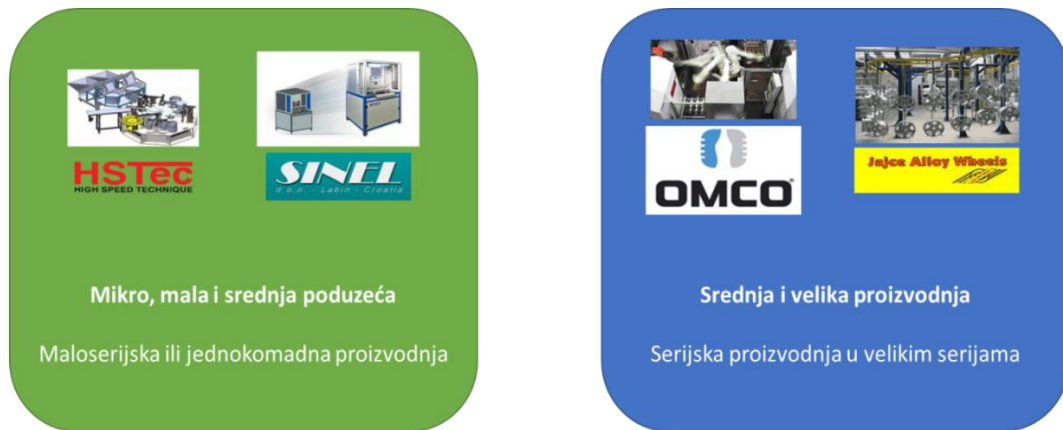 HSTec
HIGH SPEED TECHNIQUE
SINEL
d.o.o. - Labin - Croatia
Mikro, mala i srednja poduzeća
Maloserijska ili jednokomadna proizvodnja
OMCO®
Jajce Alloy Wheels
Srednja i velika proizvodnja
Serijska proizvodnja u velikim serijama